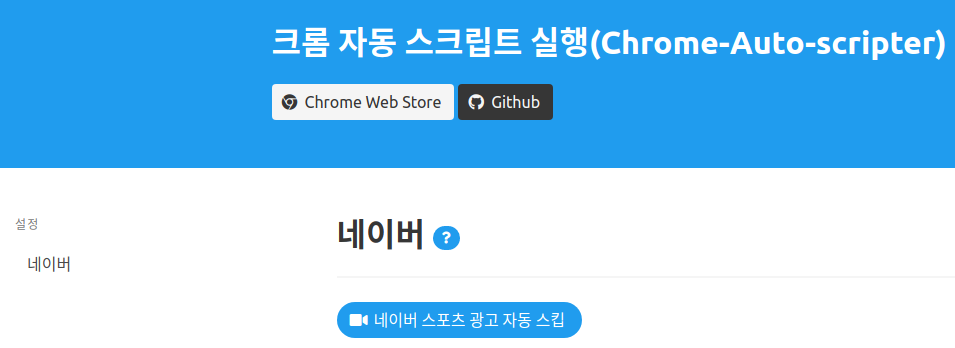 크롬 자동 스크립트 실행(Chrome-Auto-scripter)
Chrome Web Store Github
설정
네이버
네이버 ?
네이버 스포츠 광고 자동 스킵